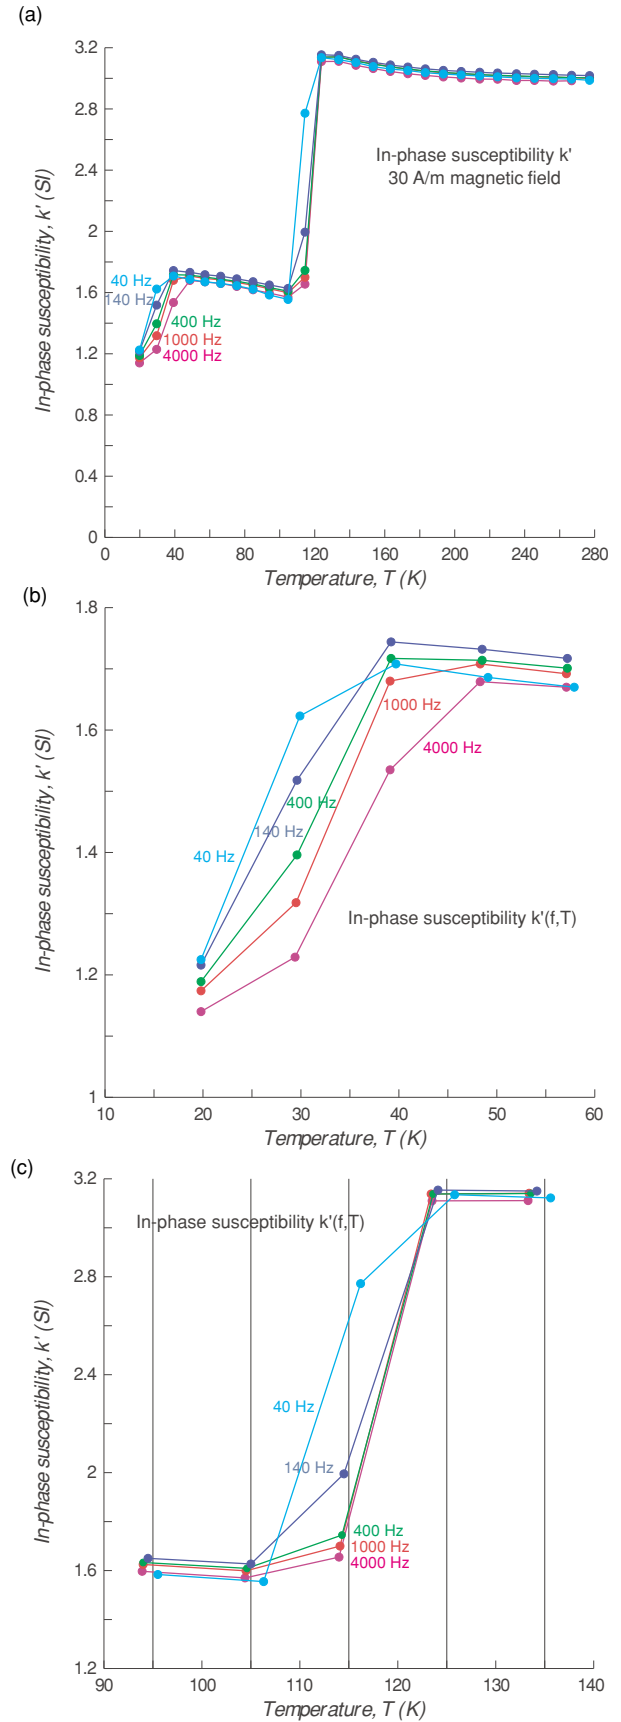 (a)
3.2
2.8
2.4
2
1.6
1.2
0.8
0.4
0
In-phase susceptibility, k' (SI)
In-phase susceptibility k'
30 A/m magnetic field
40 Hz
140 Hz
400 Hz
1000 Hz
4000 Hz
0 40 80 120 160 200 240 280
Temperature, T (K)
(b)
1.8
1.6
1.4
1.2
1
In-phase susceptibility, k' (SI)
1000 Hz
4000 Hz
400 Hz
140 Hz
40 Hz
In-phase susceptibility k'(f,T)
10 20 30 40 50 60
Temperature, T (K)
(c)
3.2
2.8
2.4
2
1.6
1.2
In-phase susceptibility, k' (SI)
In-phase susceptibility k'(f,T)
40 Hz
140 Hz
400 Hz
1000 Hz
4000 Hz
90 100 110 120 130 140
Temperature, T (K)